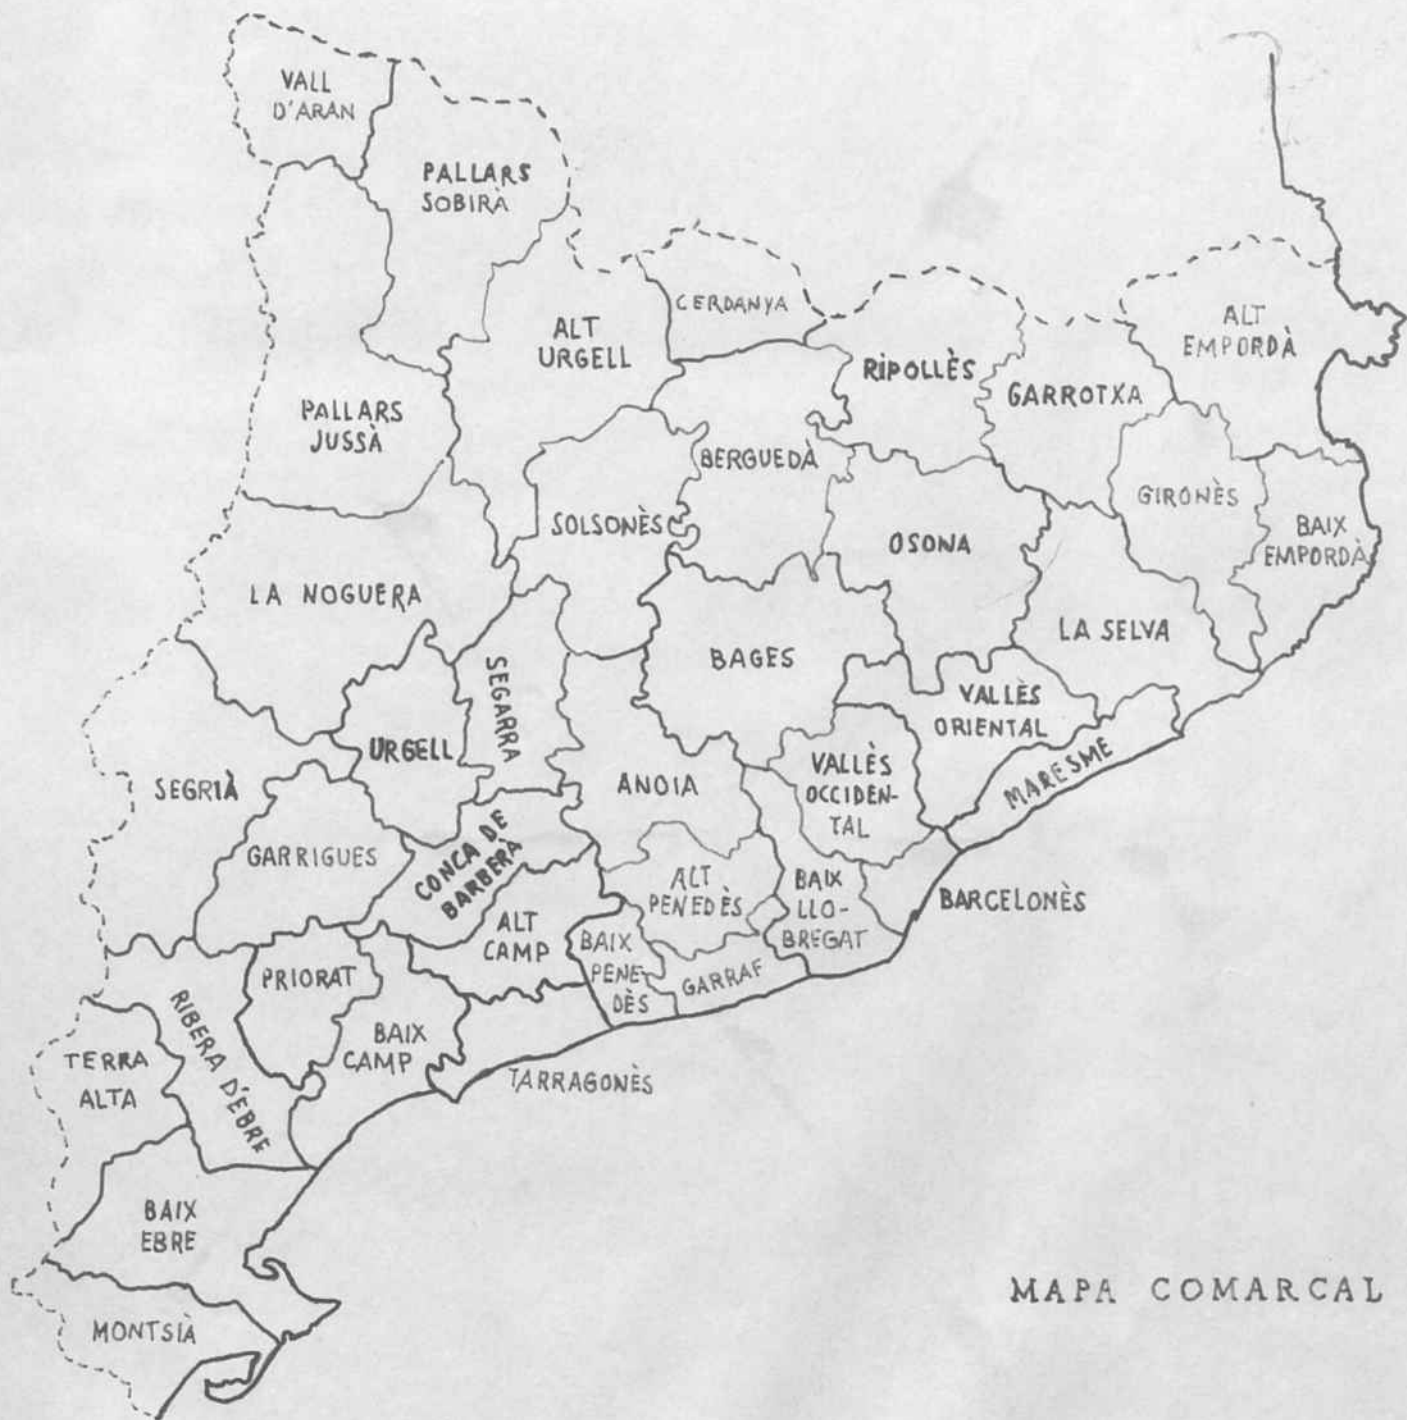 VALL
D'ARAN
PALLARS
SOBIRÀ
CERDANYA
ALT
URGELL
ALT
EMPORDÀ
RIPOLLÈS
GARROTXA
PALLARS
JUSSÀ
BERGUEDÀ
GIRONÈS
SOLSONÈS
OSONA
BAIX
EMPORDÀ
LA NOGUERA
LA SELVA
BAGES
SEGARRA
VALLÈS
ORIENTAL
URGELL
MARESME
SEGRIÀ
ANOIA
VALLÈS
OCCIDEN-
TAL
GARRIGUES
CONCA DE
BARBERÀ
ALT
PENEDÈS
BAIX
LLO-
BREGAT
BARCELONÈS
ALT
CAMP
BAIX
PENE-
DÈS
GARRAF
PRIORAT
RIBERA D'EBRE
BAIX
CAMP
TARRAGONÈS
TERRA
ALTA
BAIX
EBRE
MONTSIÀ
MAPA COMARCAL